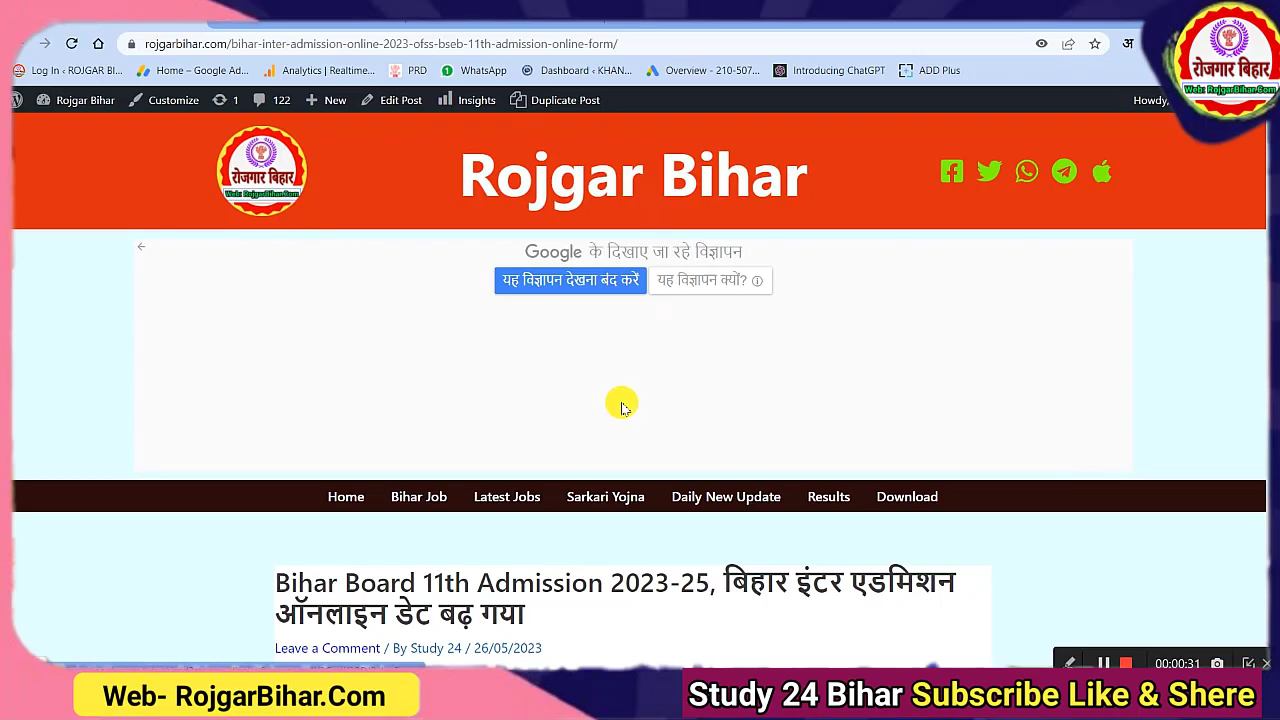 rojgarbihar.com/bihar-inter-admission-online-2023-ofss-bseb-11th-admission-online-form/
अ
Log In ‹ ROJGAR BI... Home – Google Ad... Analytics | Realtime... PRD WhatsApp Board ‹ KHAN... Overview - 210-507... Introducing ChatGPT ADD Plus
Rojgar Bihar Customize 1 122 New Edit Post Insights Duplicate Post Howdy,
रोजगार बिहार
Web: RojgarBihar.Com
रोजगार बिहार
Web: RojgarBihar.Com
Rojgar Bihar
Google के दिखाए जा रहे विज्ञापन
यह विज्ञापन देखना बंद करें यह विज्ञापन क्यों?
Home Bihar Job Latest Jobs Sarkari Yojna Daily New Update Results Download
Bihar Board 11th Admission 2023-25, बिहार इंटर एडमिशन
ऑनलाइन डेट बढ़ गया
Leave a Comment / By Study 24 / 26/05/2023
00:00:31
Web- RojgarBihar.Com
Study 24 Bihar Subscribe Like & Shere